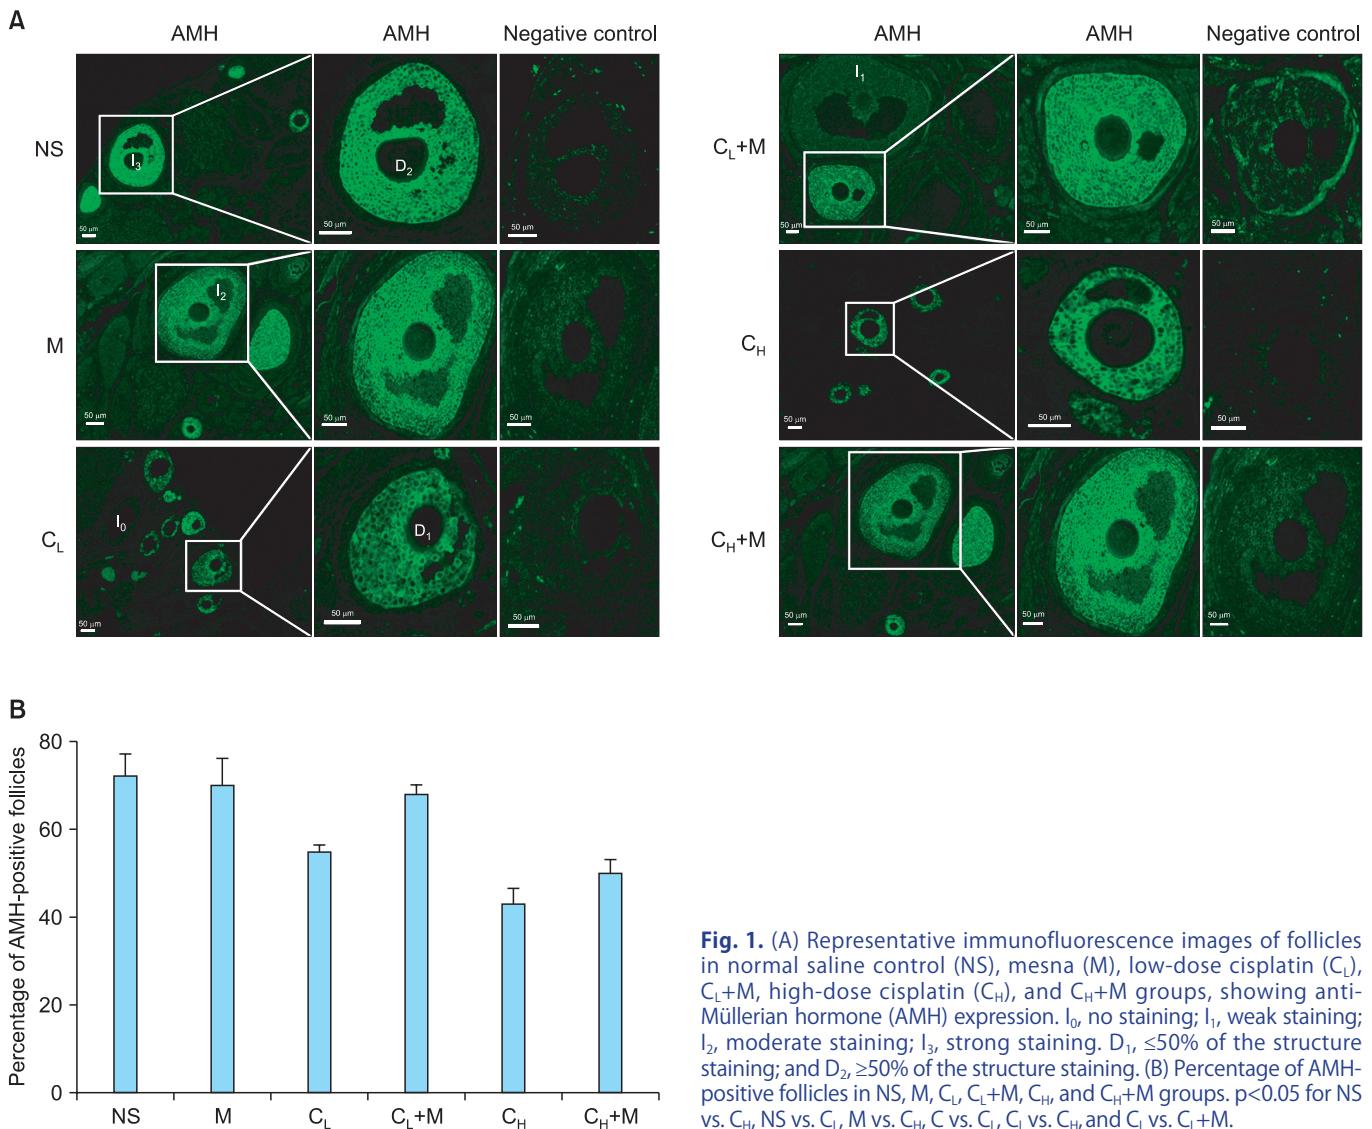 A
AMH AMH Negative control
NS
I3
D2
50 μm
50 μm
50 μm
M
I2
50 μm
50 μm
50 μm
CL
I0
D1
50 μm
50 μm
50 μm
AMH AMH Negative control
CL+M
I1
50 μm
50 μm
50 μm
CH
50 μm
50 μm
50 μm
CH+M
50 μm
50 μm
50 μm
B
Percentage of AMH-positive follicles
80
60
40
20
0
NS M CL CL+M CH CH+M
Fig. 1. (A) Representative immunofluorescence images of follicles
in normal saline control (NS), mesna (M), low-dose cisplatin (CL),
CL+M, high-dose cisplatin (CH), and CH+M groups, showing anti-
Müllerian hormone (AMH) expression. I0, no staining; I1, weak staining;
I2, moderate staining; I3, strong staining. D1, ≤50% of the structure
staining; and D2, ≥50% of the structure staining. (B) Percentage of AMH-
positive follicles in NS, M, CL, CL+M, CH, and CH+M groups. p<0.05 for NS
vs. CH, NS vs. CL, M vs. CH, C vs. CL, CL vs. CH, and CL vs. CL+M.